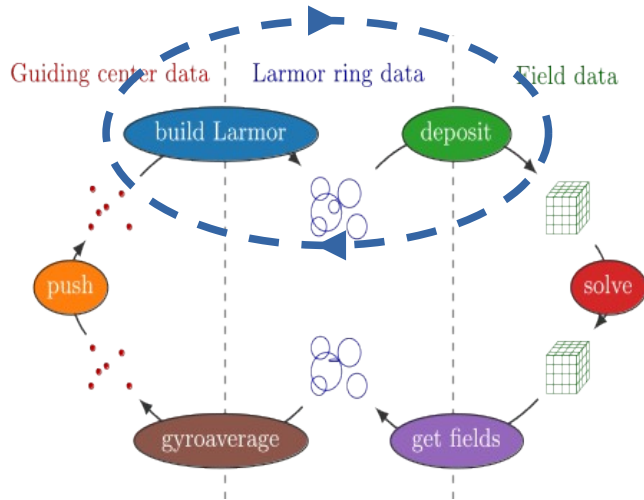 Guiding center data
Larmor ring data
Field data
build Larmor
deposit
push
solve
gyroaverage
get fields